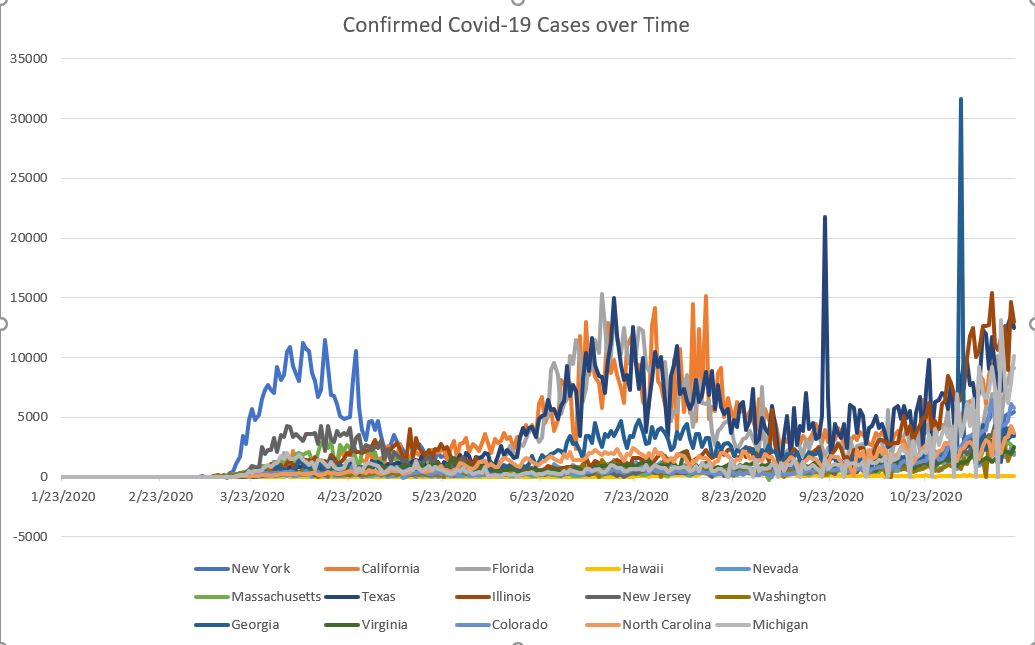 Confirmed Covid-19 Cases over Time
35000
30000
25000
20000
15000
10000
5000
0
-5000
1/23/2020 2/23/2020 3/23/2020 4/23/2020 5/23/2020 6/23/2020 7/23/2020 8/23/2020 9/23/2020 10/23/2020
New York California Florida Hawaii Nevada
Massachusetts Texas Illinois New Jersey Washington
Georgia Virginia Colorado North Carolina Michigan